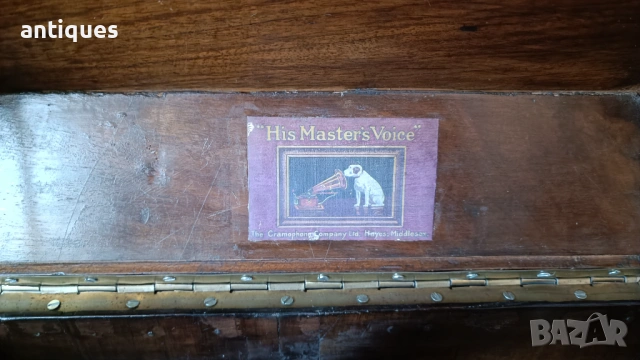 antiques
"His Master's Voice"
The Gramophone Company Ltd. Hayes, Middlesex
BAZAR